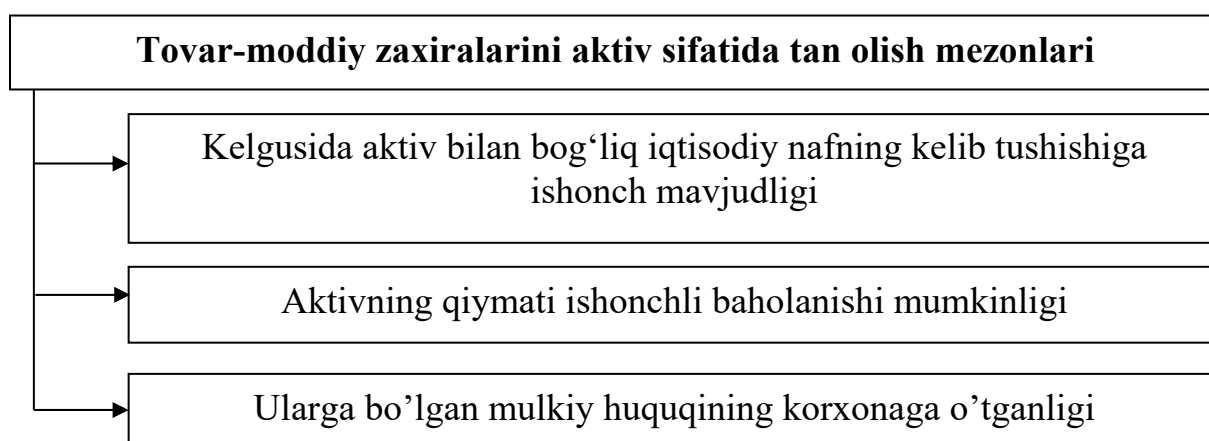 Tovar-moddiy zaxiralarini aktiv sifatida tan olish mezonlari
Kelgusida aktiv bilan bog‘liq iqtisodiy nafning kelib tushishiga
ishonch mavjudligi
Aktivning qiymati ishonchli baholanishi mumkinligi
Ularga bo’lgan mulkiy huquqining korxonaga o’tganligi